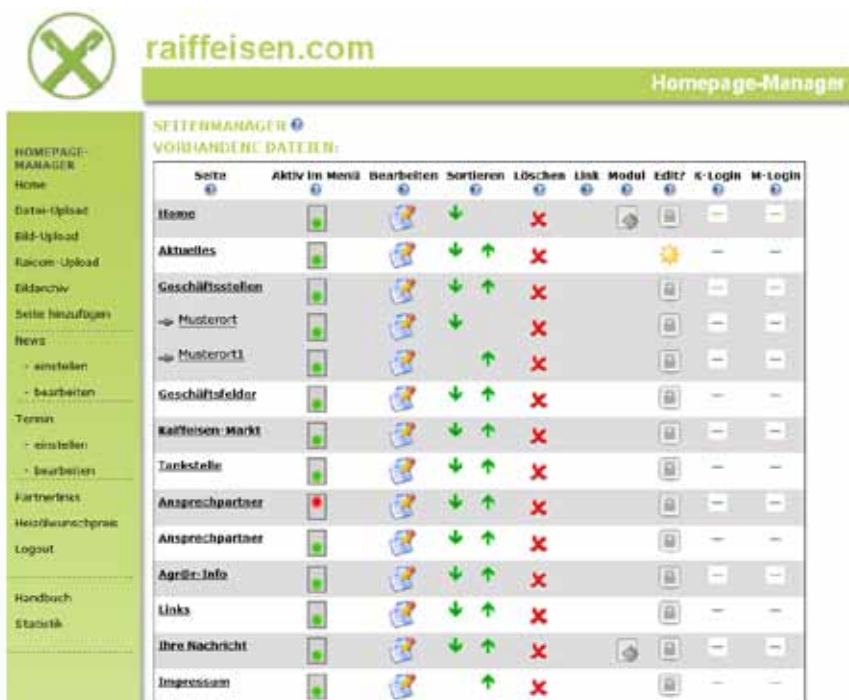 raiffeisen.com
Homepage-Manager
SEITENMANAGER
VORHANDENE DATEIEN:
HOMEPAGE-
MANAGER
Home
Datei-Upload
Bild-Upload
Raicom-Upload
Bildarchiv
Seite hinzufügen
News
- einstellen
- bearbeiten
Termin
- einstellen
- bearbeiten
Partnerlinks
Heizölwunschpreis
Logout
Handbuch
Statistik
Seite Aktiv im Menü Bearbeiten Sortieren Löschen Link Modul Edit? K-Login M-Login
Home
Aktuelles
Geschäftsstellen
Musterort
Musterort1
Geschäftsfelder
Raiffeisen-Markt
Tankstelle
Ansprechpartner
Ansprechpartner
Agr@r-Info
Links
Ihre Nachricht
Impressum